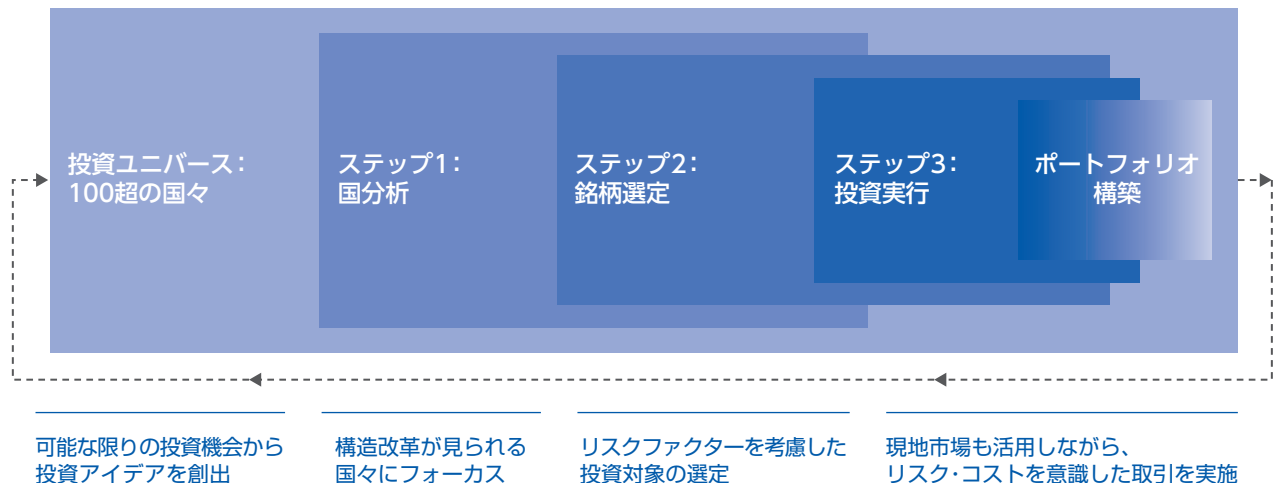 投資ユニバース：
100超の国々
ステップ1：
国分析
ステップ2：
銘柄選定
ステップ3：
投資実行
ポートフォリオ
構築
可能な限りの投資機会から
投資アイデアを創出
構造改革が見られる
国々にフォーカス
リスクファクターを考慮した
投資対象の選定
現地市場も活用しながら、
リスク・コストを意識した取引を実施